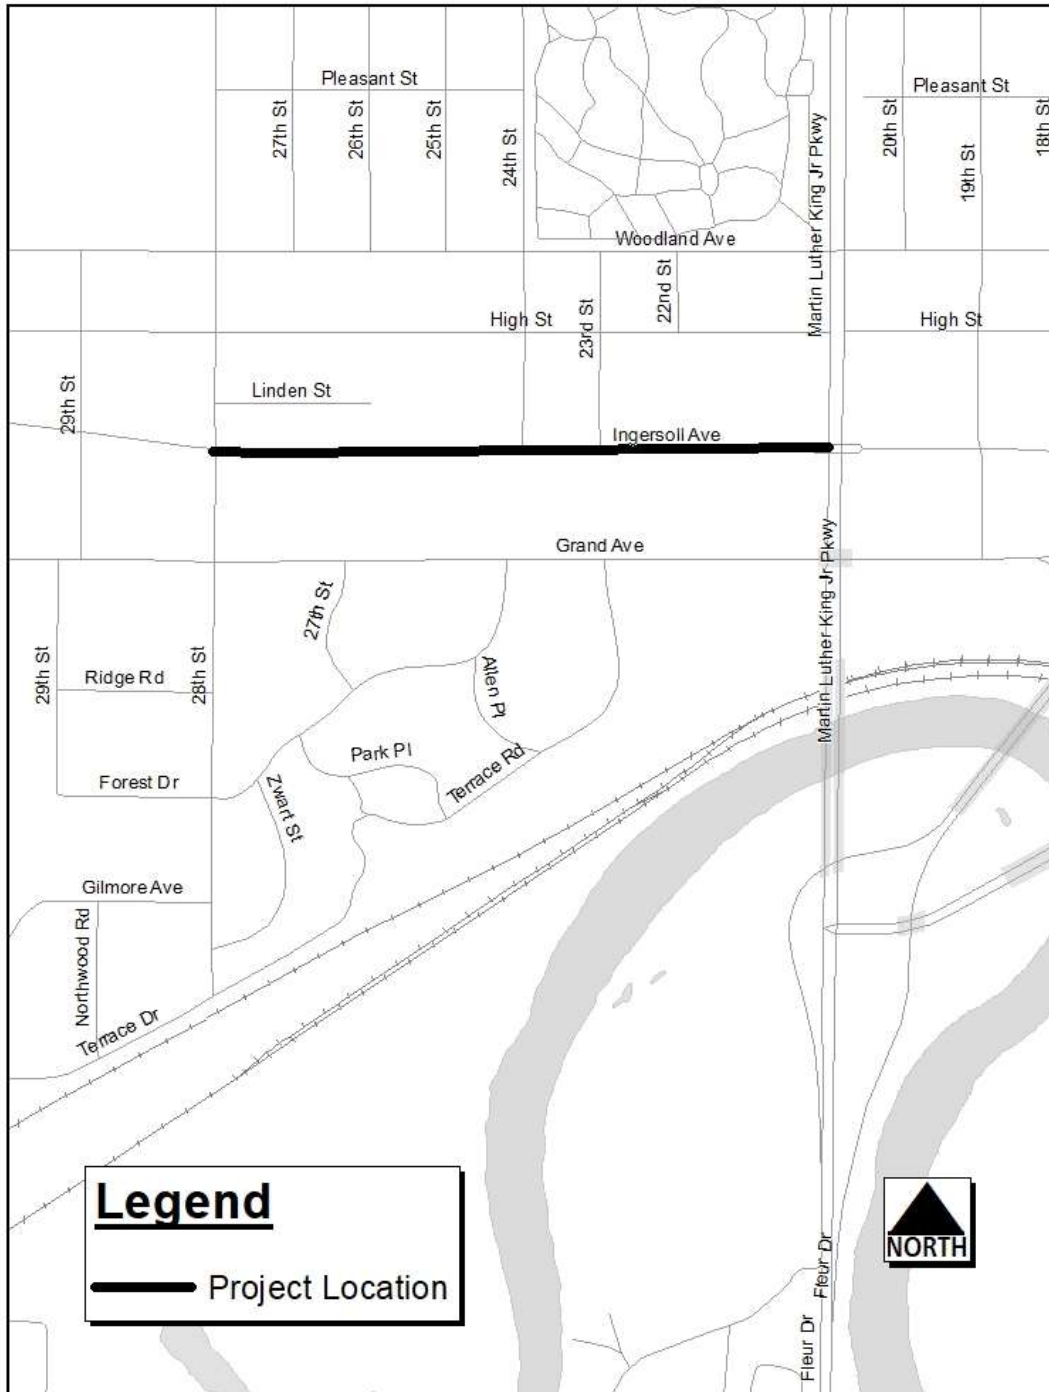 Pleasant St
Pleasant St
27th St
26th St
25th St
24th St
Martin Luther King Jr Pkwy
20th St
19th St
18th St
Woodland Ave
22nd St
High St
23rd St
High St
Linden St
29th St
Ingersoll Ave
Grand Ave
Martin Luther King Jr Pkwy
27th St
29th St
Ridge Rd
28th St
Allen Pl
Park Pl
Terrace Rd
Forest Dr
Zwart St
Gilmore Ave
Northwood Rd
Terrace Dr
Legend
Project Location
NORTH
Fleur Dr
Fleur Dr